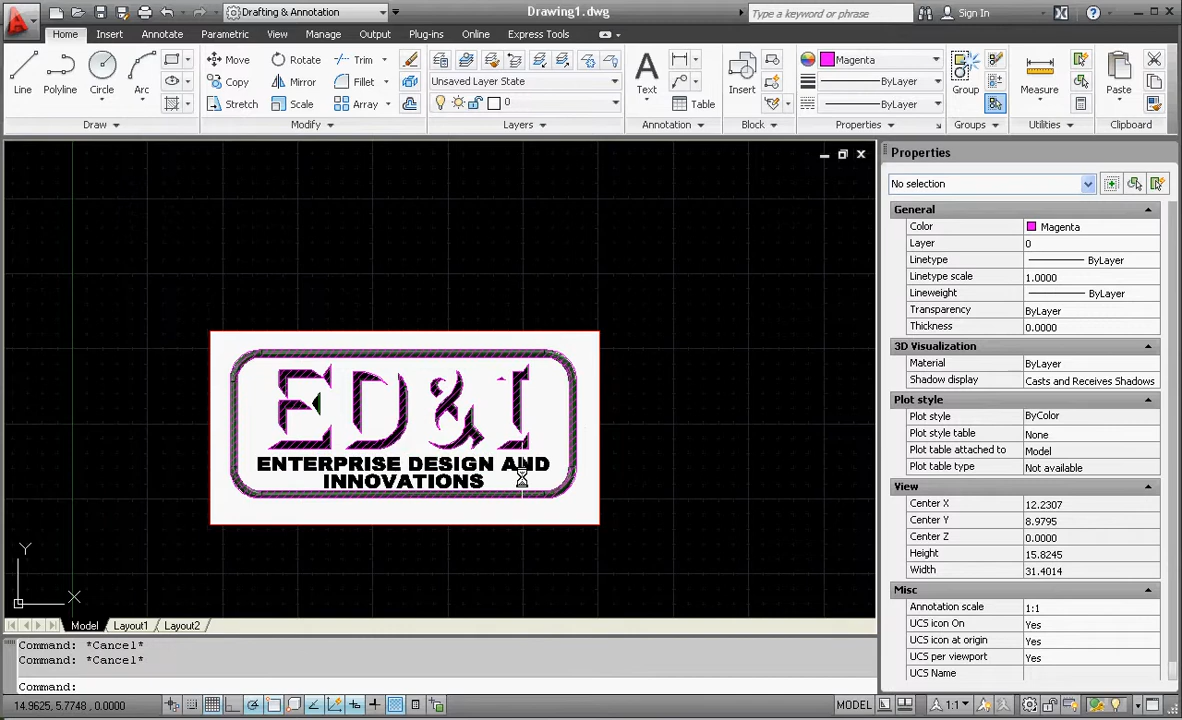 Drafting & Annotation
Drawing1.dwg
Type a keyword or phrase
Sign In
Home Insert Annotate Parametric View Manage Output Plug-ins Online Express Tools
Line
Polyline
Circle
Arc
Draw
Move
Rotate
Trim
Copy
Mirror
Fillet
Stretch
Scale
Array
Modify
Unsaved Layer State
0
Layers
Text
Table
Annotation
Insert
Block
Magenta
ByLayer
ByLayer
Properties
Group
Groups
Measure
Utilities
Paste
Clipboard
ED&I
ENTERPRISE DESIGN AND
INNOVATIONS
Y
X
Properties
No selection
General
Color Magenta
Layer 0
Linetype ByLayer
Linetype scale 1.0000
Lineweight ByLayer
Transparency ByLayer
Thickness 0.0000
3D Visualization
Material ByLayer
Shadow display Casts and Receives Shadows
Plot style
Plot style ByColor
Plot style table None
Plot table attached to Model
Plot table type Not available
View
Center X 12.2307
Center Y 8.9795
Center Z 0.0000
Height 15.8245
Width 31.4014
Misc
Annotation scale 1:1
UCS icon On Yes
UCS icon at origin Yes
UCS per viewport Yes
UCS Name
Model Layout1 Layout2
Command: *Cancel*
Command: *Cancel*
Command:
14.9625, 5.7748 , 0.0000
MODEL
1:1